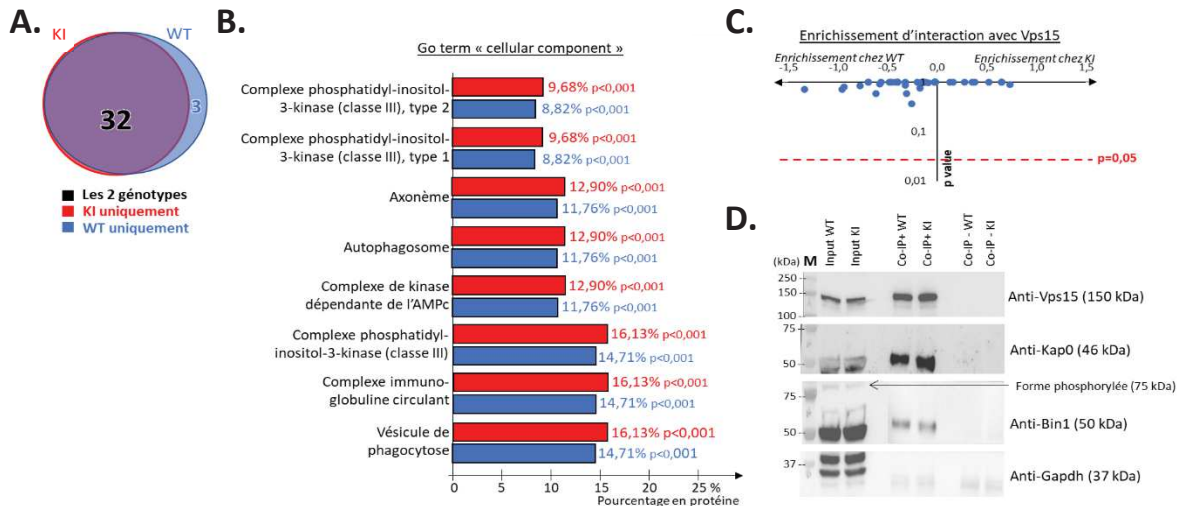 A.
KI
WT
32
3
Les 2 génotypes
KI uniquement
WT uniquement
B.
Go term « cellular component »
Complexe phosphatidyl-inositol-
3-kinase (classe III), type 2
9,68% p<0,001
8,82% p<0,001
Complexe phosphatidyl-inositol-
3-kinase (classe III), type 1
9,68% p<0,001
8,82% p<0,001
Axonème
12,90% p<0,001
11,76% p<0,001
Autophagosome
12,90% p<0,001
11,76% p<0,001
Complexe de kinase
dépendante de l'AMPc
12,90% p<0,001
11,76% p<0,001
Complexe phosphatidyl-
inositol-3-kinase (classe III)
16,13% p<0,001
14,71% p<0,001
Complexe immuno-
globuline circulant
16,13% p<0,001
14,71% p<0,001
Vésicule de
phagocytose
16,13% p<0,001
14,71% p<0,001
0 5 10 15 20 25 %
Pourcentage en protéine
C.
Enrichissement d'interaction avec Vps15
Enrichissement chez WT
Enrichissement chez KI
-1,5 -1,0 -0,5 0,0 0,5 1,0 1,5
1
0,1
0,01
p value
p=0,05
D.
Input WT
Input KI
Co-IP+ WT
Co-IP+ KI
Co-IP - WT
Co-IP - KI
(kDa) M
250
150
100
Anti-Vps15 (150 kDa)
75
50
Anti-Kap0 (46 kDa)
Forme phosphorylée (75 kDa)
75
50
Anti-Bin1 (50 kDa)
37
Anti-Gapdh (37 kDa)